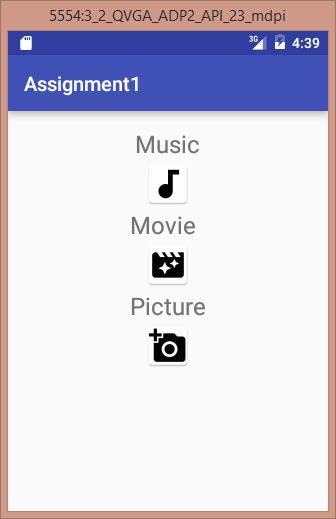 5554:3_2_QVGA_ADP2_API_23_mdpi
3G 4:39
Assignment1
Music
Movie
Picture